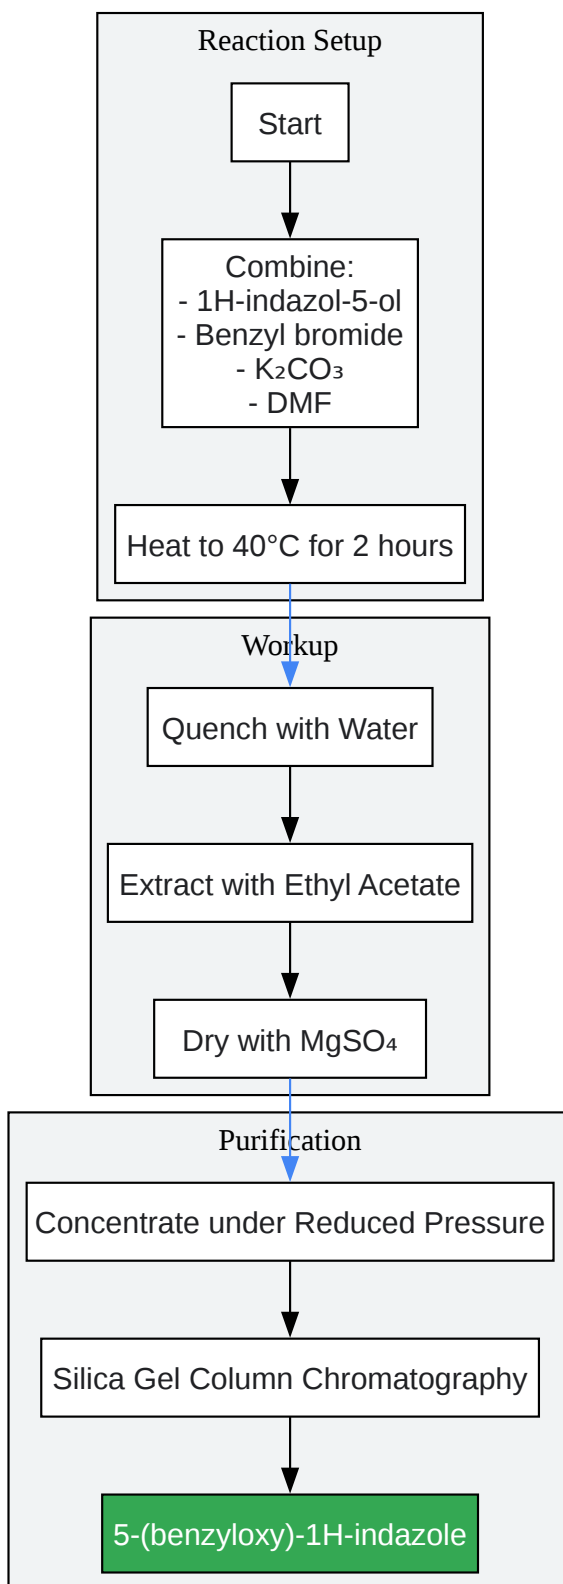 Reaction Setup
Start
Combine:
- 1H-indazol-5-ol
- Benzyl bromide
- K₂CO₃
- DMF
Heat to 40°C for 2 hours
Workup
Quench with Water
Extract with Ethyl Acetate
Dry with MgSO₄
Purification
Concentrate under Reduced Pressure
Silica Gel Column Chromatography
5-(benzyloxy)-1H-indazole